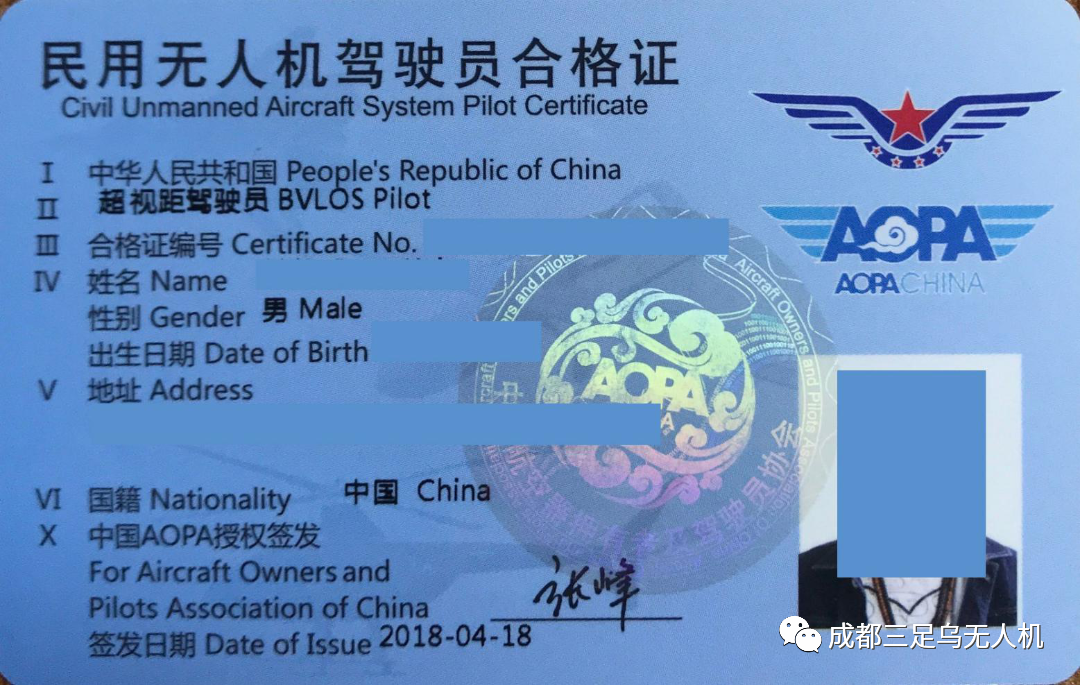 民用无人机驾驶员合格证
Civil Unmanned Aircraft System Pilot Certificate
I 中华人民共和国 People's Republic of China
II 超视距驾驶员 BVLOS Pilot
III 合格证编号 Certificate No.
IV 姓名 Name
性别 Gender 男 Male
出生日期 Date of Birth
V 地址 Address
VI 国籍 Nationality 中国 China
X 中国AOPA授权签发
For Aircraft Owners and
Pilots Association of China
签发日期 Date of Issue 2018-04-18
张峰
AOPA
AOPA CHINA
AOPA
Aircraft Owners and Pilots
成都三足乌无人机